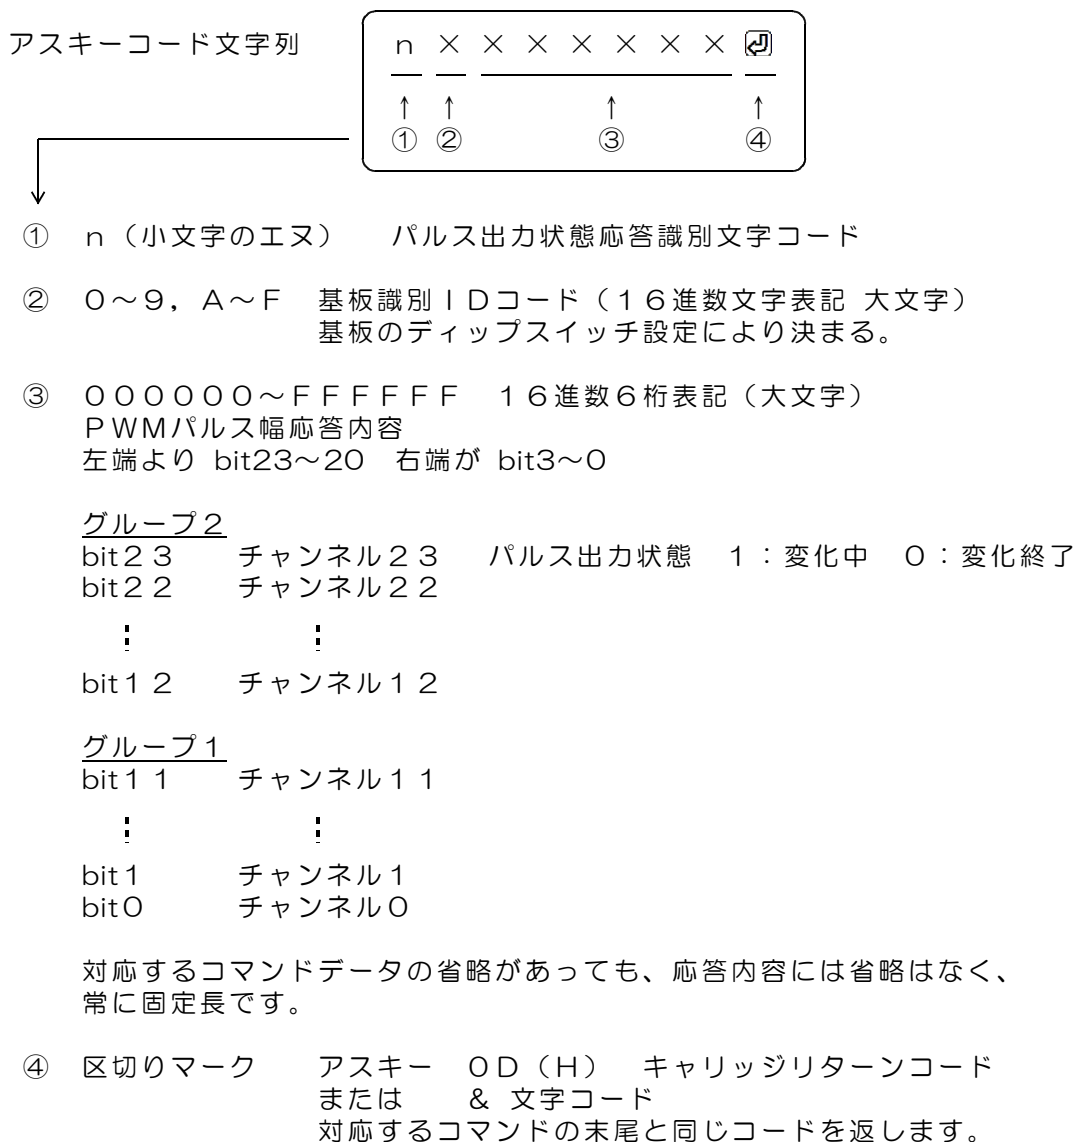 アスキーコード文字列
n × × × × × × × ⏎
↑ ↑ ↑ ↑
① ② ③ ④
① n（小文字のエヌ） パルス出力状態応答識別文字コード
② ０～９，Ａ～Ｆ 基板識別ＩＤコード（１６進数文字表記 大文字）
基板のディップスイッチ設定により決まる。
③ ００００００～ＦＦＦＦＦＦ １６進数６桁表記（大文字）
ＰＷＭパルス幅応答内容
左端より bit23～20 右端が bit3～0
グループ２
bit２３ チャンネル２３ パルス出力状態 １：変化中 ０：変化終了
bit２２ チャンネル２２
⋮ ⋮
bit１２ チャンネル１２
グループ１
bit１１ チャンネル１１
⋮ ⋮
bit1 チャンネル１
bit0 チャンネル０
対応するコマンドデータの省略があっても、応答内容には省略はなく、
常に固定長です。
④ 区切りマーク アスキー ０Ｄ（Ｈ） キャリッジリターンコード
または ＆ 文字コード
対応するコマンドの末尾と同じコードを返します。